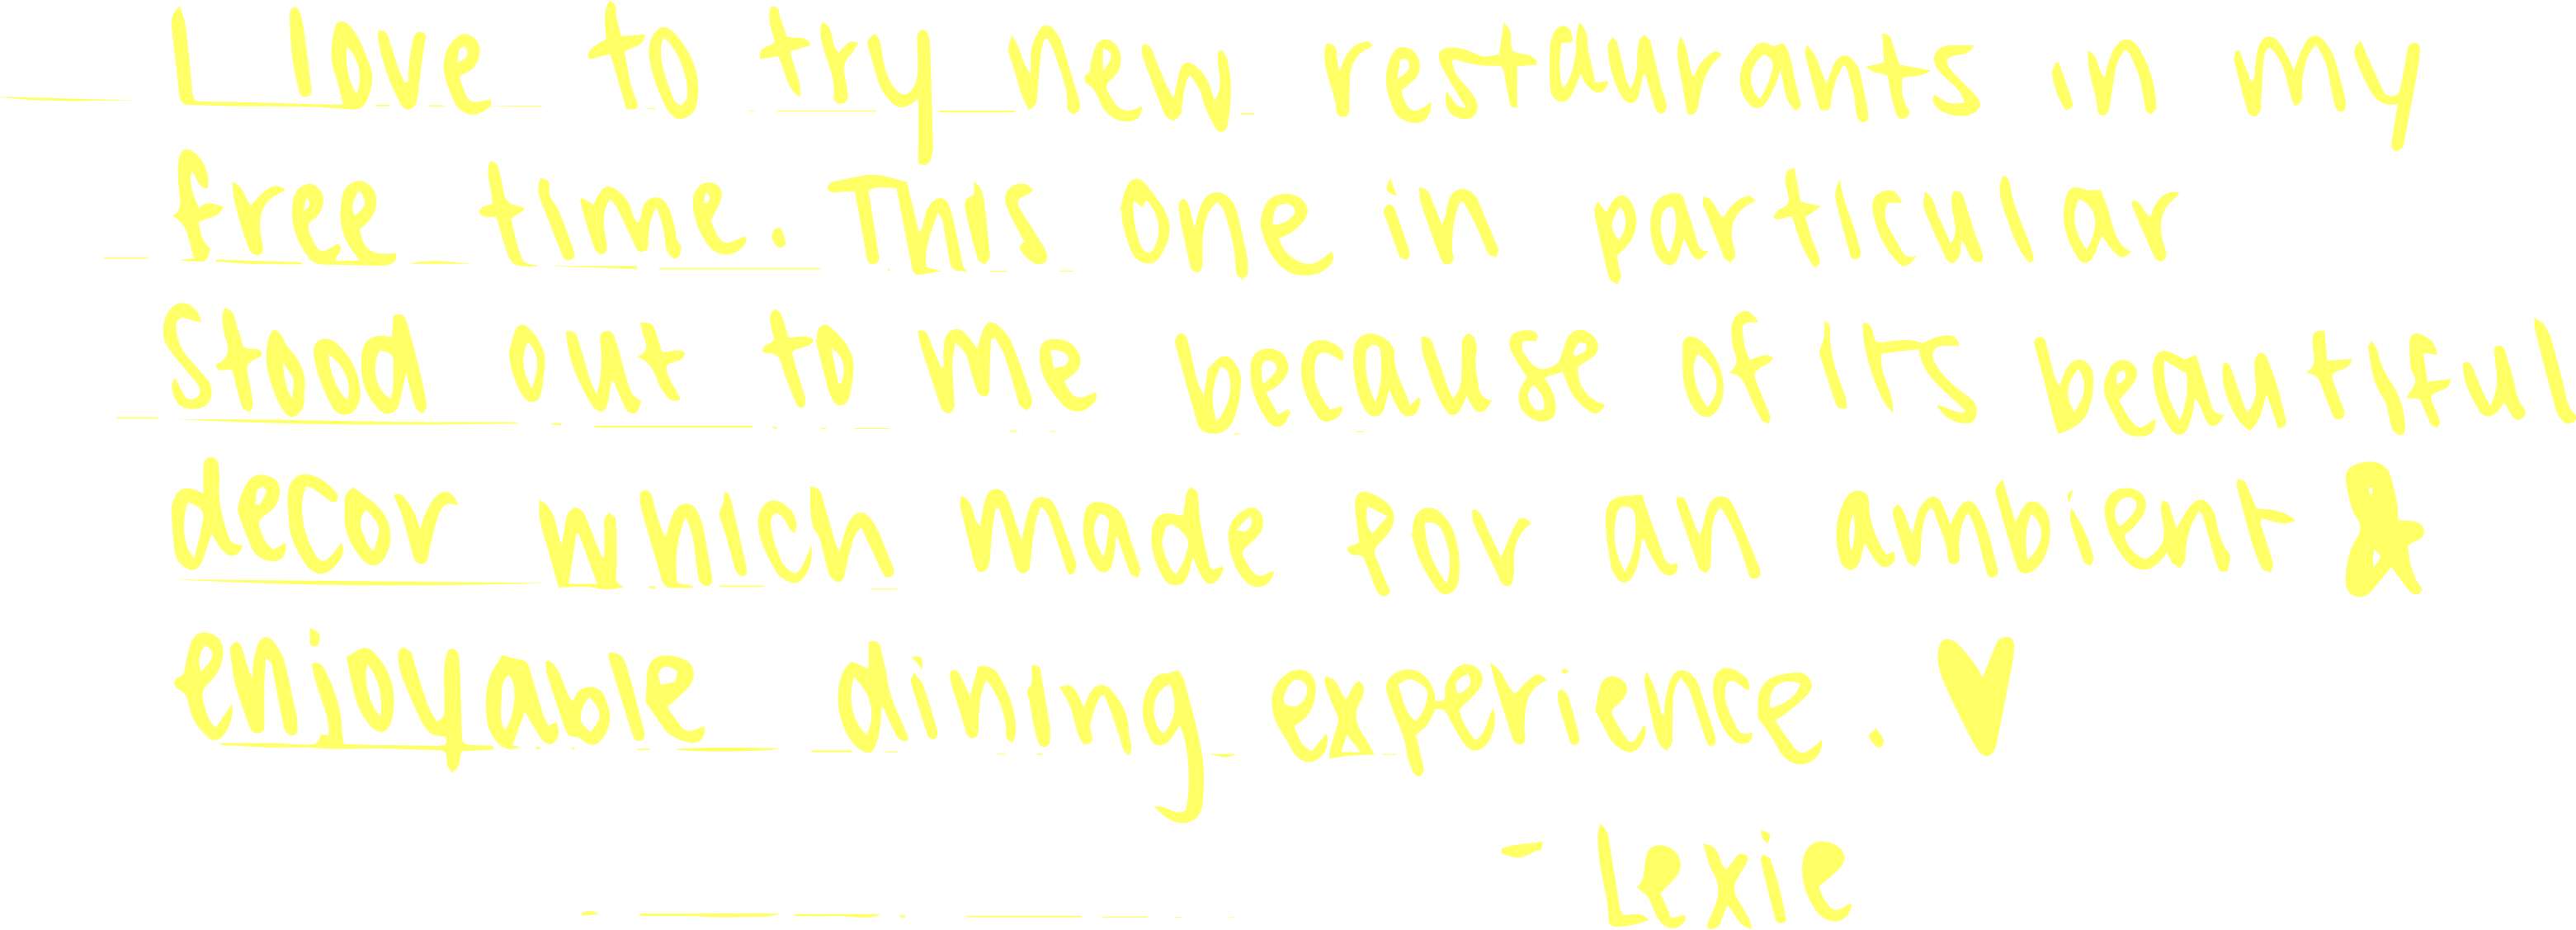 I love to try new restaurants in my
free time. This one in particular
stood out to me because of its beautiful
decor which made for an ambient &
enjoyable dining experience. ♥
- Lexie